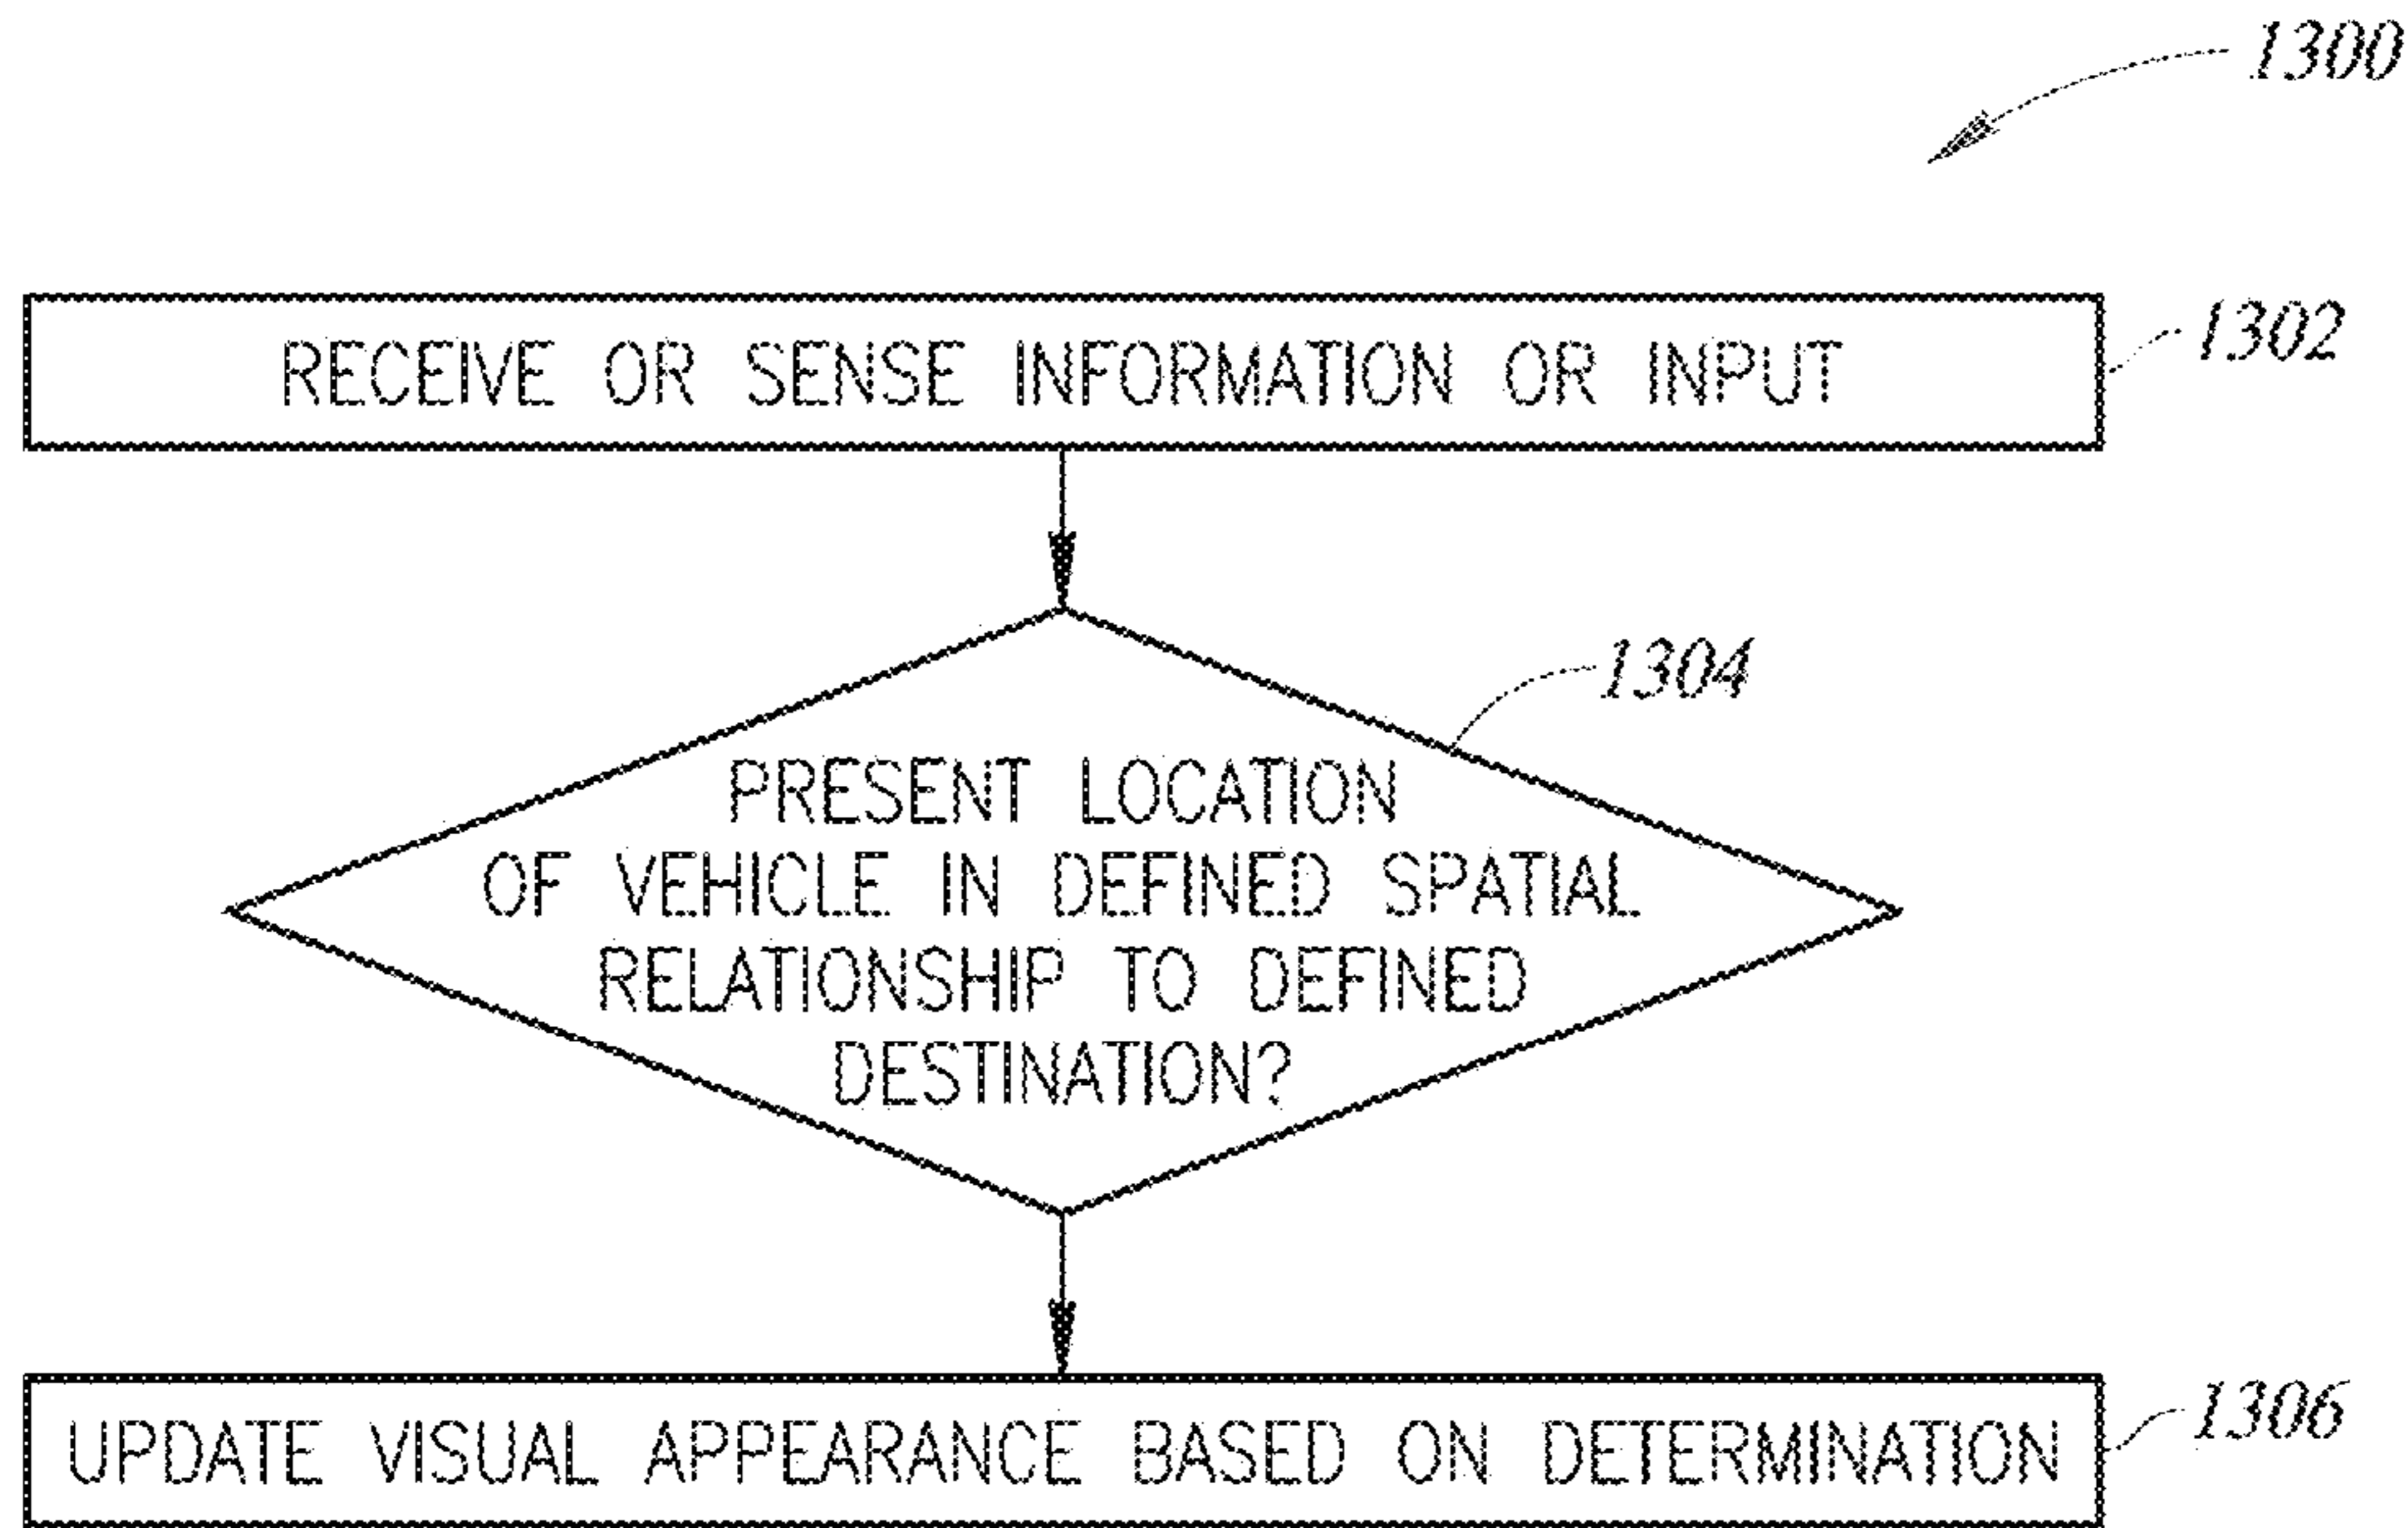 1300
RECEIVE OR SENSE INFORMATION OR INPUT
1302
1304
PRESENT LOCATION
OF VEHICLE IN DEFINED SPATIAL
RELATIONSHIP TO DEFINED
DESTINATION?
UPDATE VISUAL APPEARANCE BASED ON DETERMINATION
1306